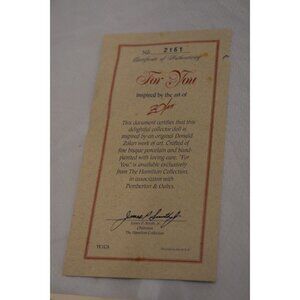 NO. 2161
Certificate of Authenticity
For You
inspired by the art of
This document certifies that this
delightful collector doll is
inspired by an original Donald
Zolan work of art. Crafted of
fine bisque porcelain and hand-
painted with loving care, "For
You" is available exclusively
from The Hamilton Collection,
in association with
Pemberton & Oakes.
James P. Smith, Jr.
Chairman
The Hamilton Collection